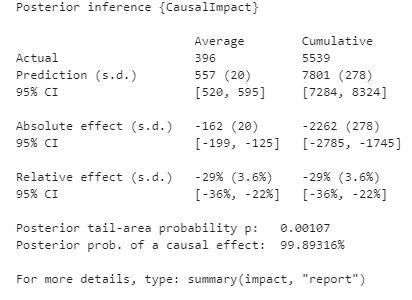 Posterior inference {CausalImpact}
Average Cumulative
Actual 396 5539
Prediction (s.d.) 557 (20) 7801 (278)
95% CI [520, 595] [7284, 8324]
Absolute effect (s.d.) -162 (20) -2262 (278)
95% CI [-199, -125] [-2785, -1745]
Relative effect (s.d.) -29% (3.6%) -29% (3.6%)
95% CI [-36%, -22%] [-36%, -22%]
Posterior tail-area probability p: 0.00107
Posterior prob. of a causal effect: 99.89316%
For more details, type: summary(impact, "report")